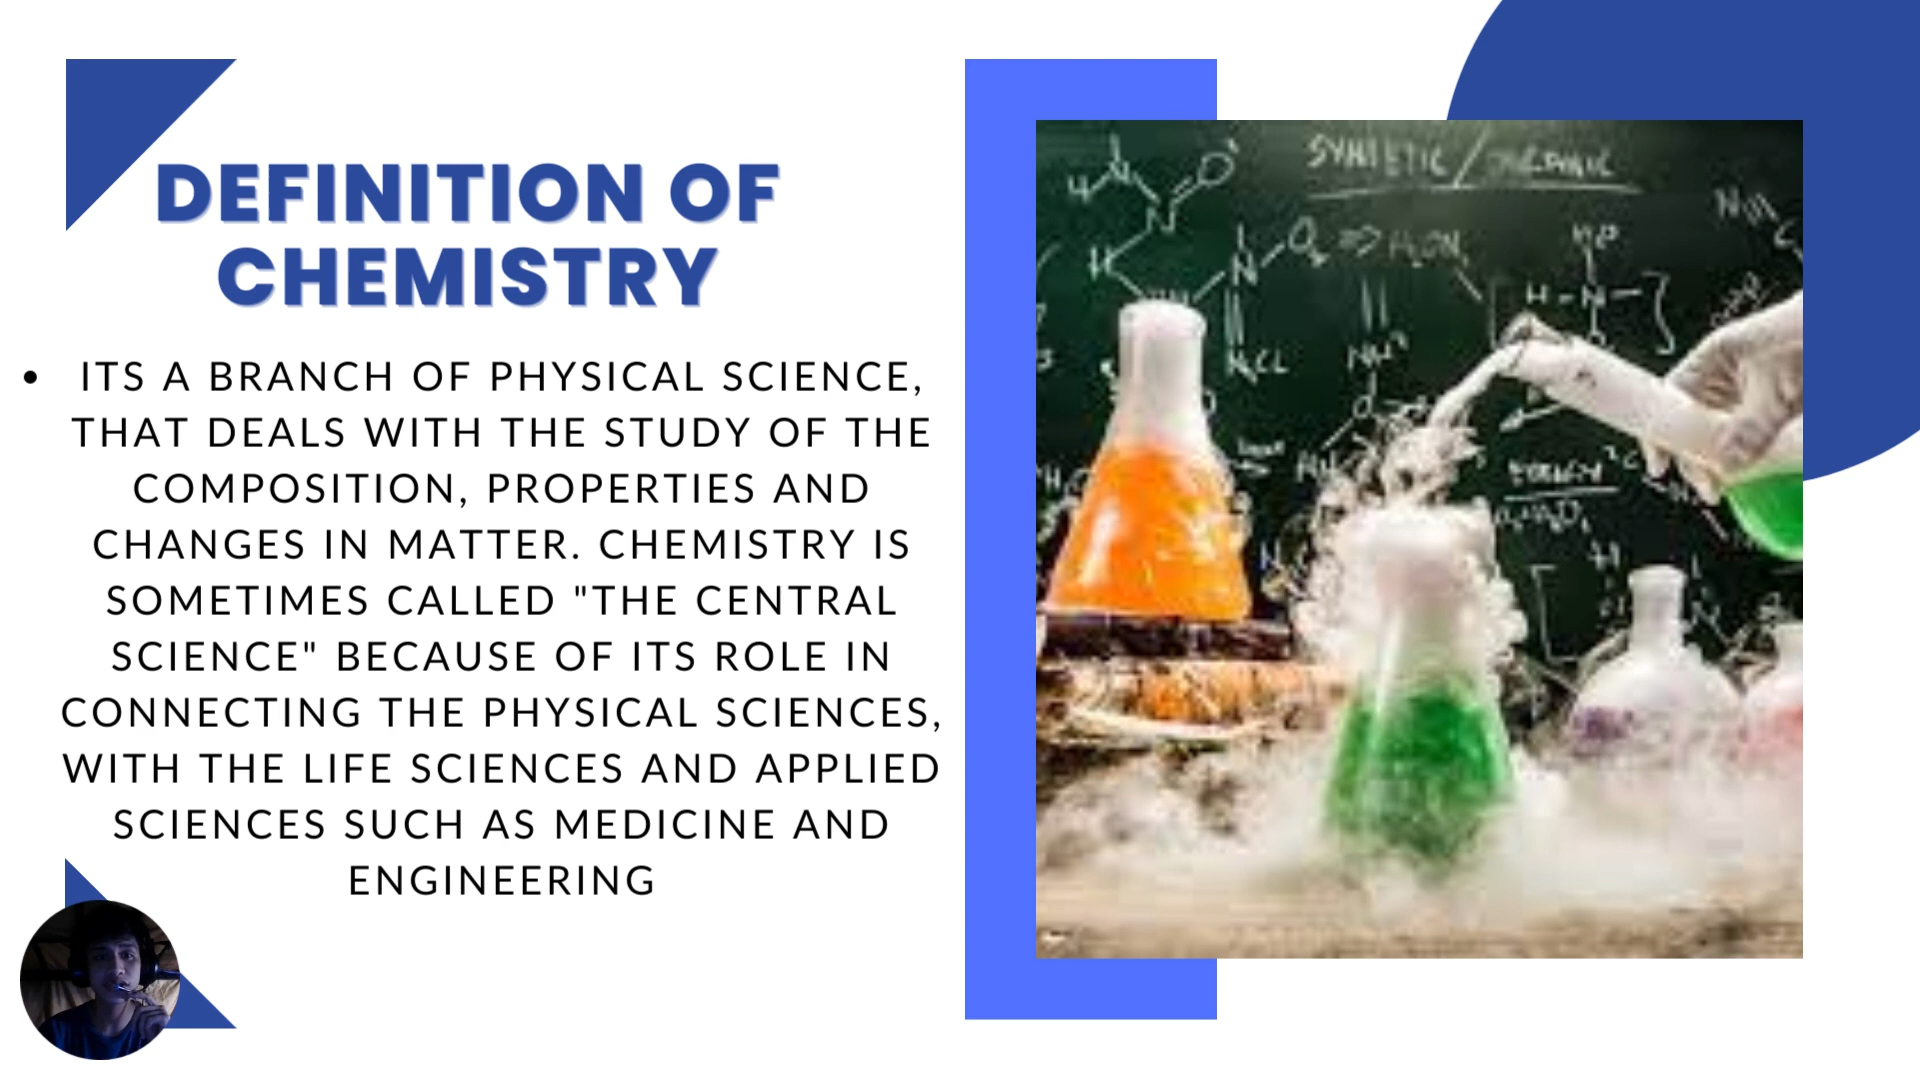 DEFINITION OF
CHEMISTRY
• ITS A BRANCH OF PHYSICAL SCIENCE,
THAT DEALS WITH THE STUDY OF THE
COMPOSITION, PROPERTIES AND
CHANGES IN MATTER. CHEMISTRY IS
SOMETIMES CALLED "THE CENTRAL
SCIENCE" BECAUSE OF ITS ROLE IN
CONNECTING THE PHYSICAL SCIENCES,
WITH THE LIFE SCIENCES AND APPLIED
SCIENCES SUCH AS MEDICINE AND
ENGINEERING